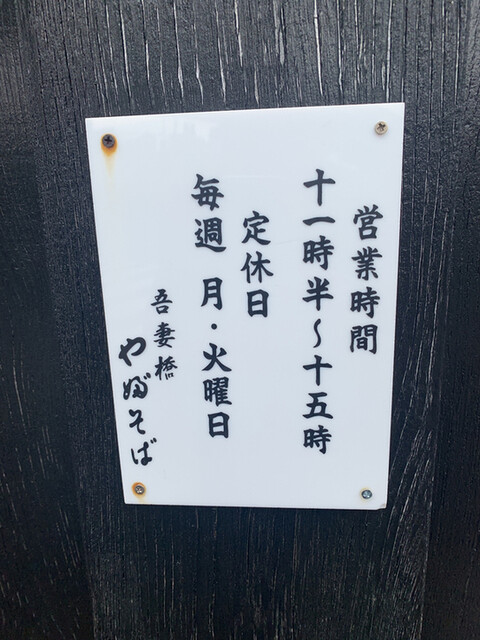 営業時間
十一時半～十五時
定休日
毎週 月・火曜日
吾妻橋
やぶそば